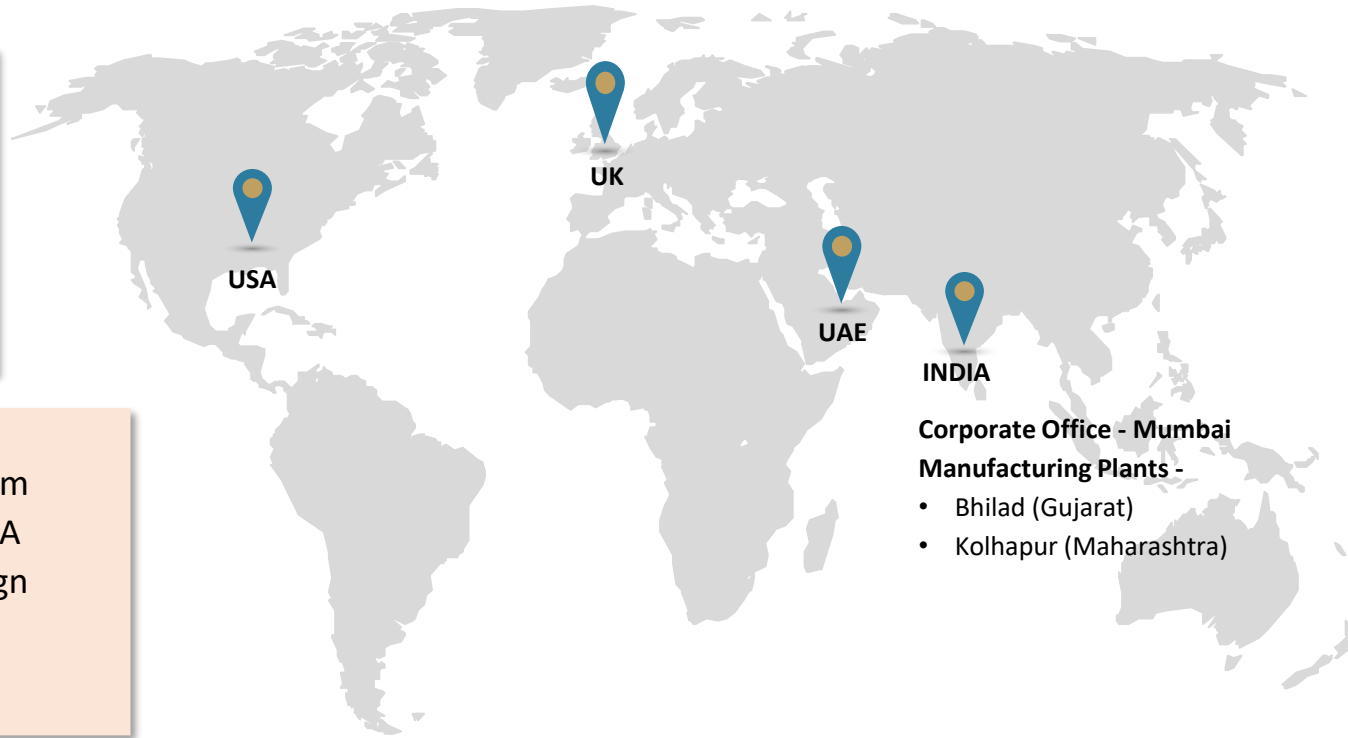 UK
USA
UAE
INDIA
Corporate Office - Mumbai
Manufacturing Plants -
• Bhilad (Gujarat)
• Kolhapur (Maharashtra)